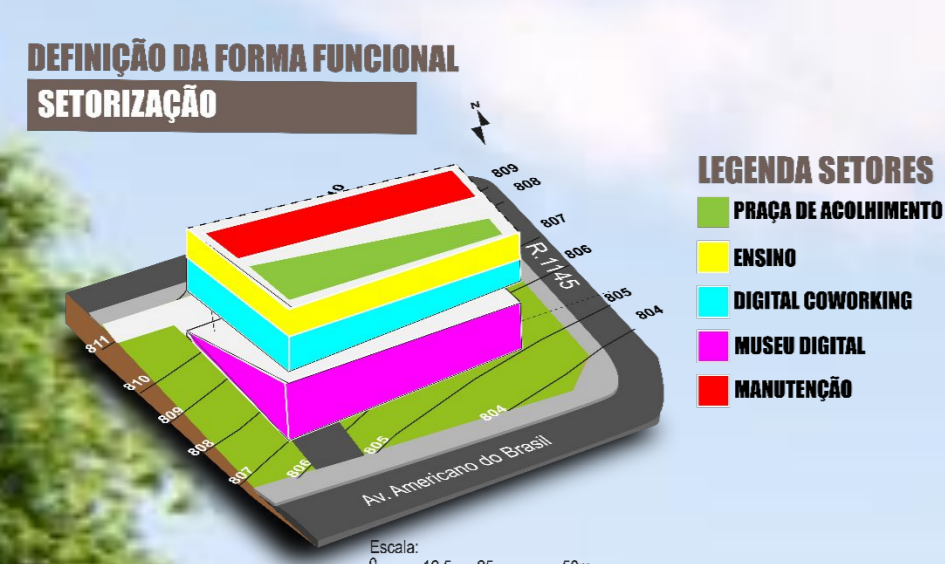 DEFINIÇÃO DA FORMA FUNCIONAL
SETORIZAÇÃO
N
809
808
807
806
805
804
R.1145
LEGENDA SETORES
PRAÇA DE ACOLHIMENTO
ENSINO
DIGITAL COWORKING
MUSEU DIGITAL
MANUTENÇÃO
811
810
809
808
807
806
805
804
Av. Americano do Brasil
Escala: